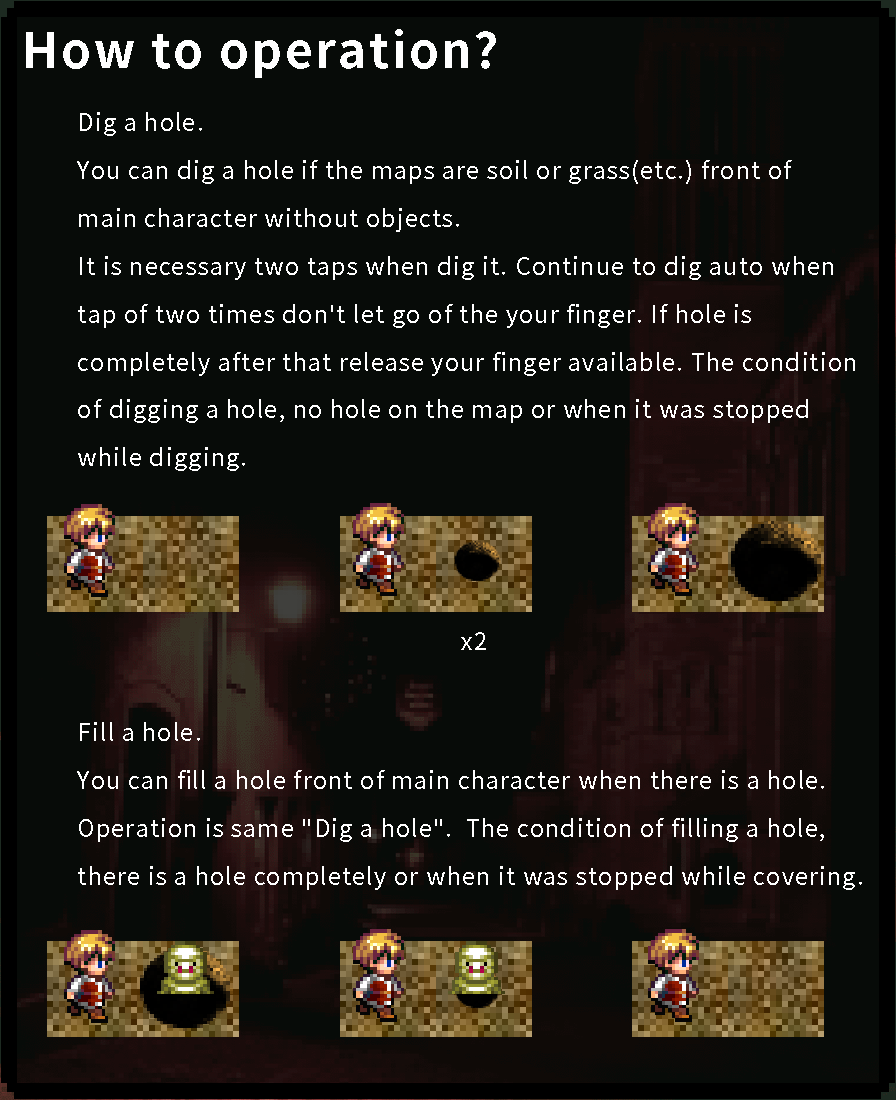 How to operation?
Dig a hole.
You can dig a hole if the maps are soil or grass(etc.) front of
main character without objects.
It is necessary two taps when dig it. Continue to dig auto when
tap of two times don't let go of the your finger. If hole is
completely after that release your finger available. The condition
of digging a hole, no hole on the map or when it was stopped
while digging.
x2
Fill a hole.
You can fill a hole front of main character when there is a hole.
Operation is same "Dig a hole".  The condition of filling a hole,
there is a hole completely or when it was stopped while covering.